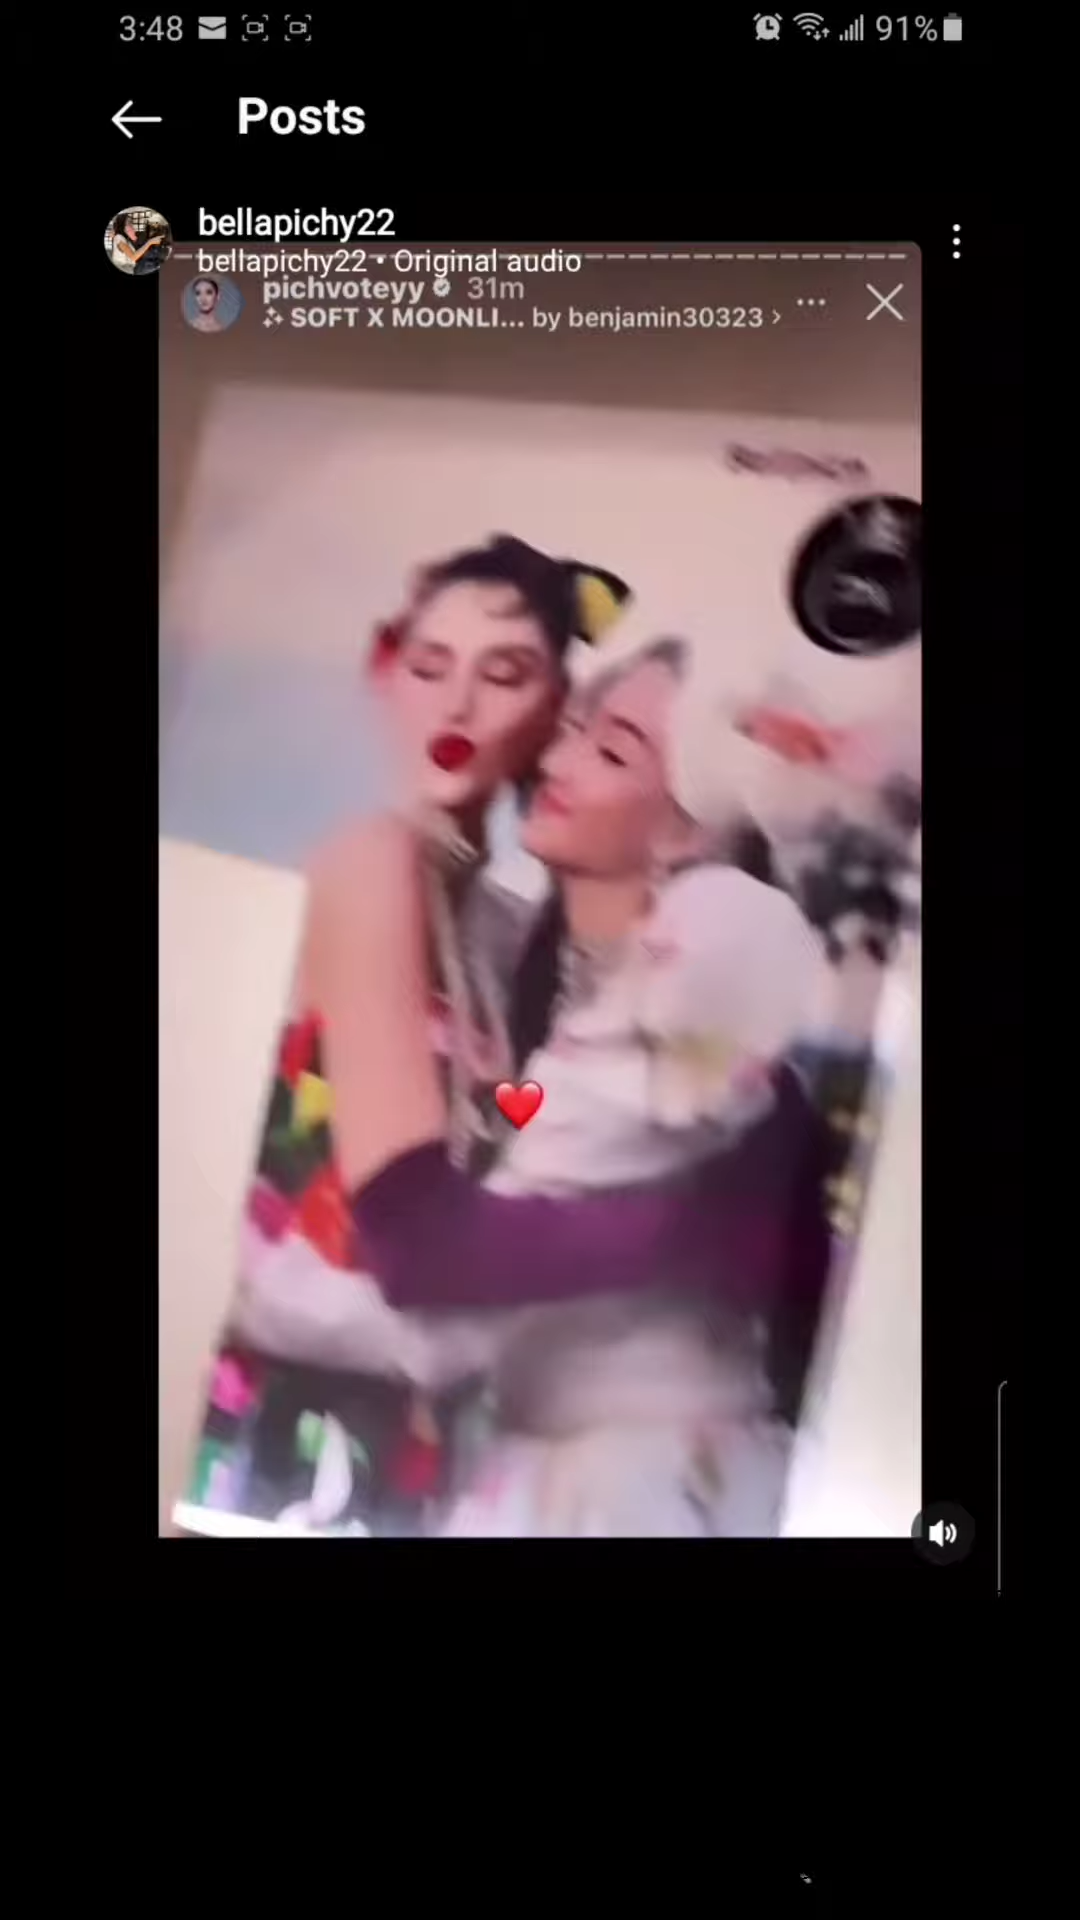 3:48 91%
Posts
bellapichy22
bellapichy22 • Original audio
pichvoteyy 31m
SOFT X MOONLI... by benjamin30323 >